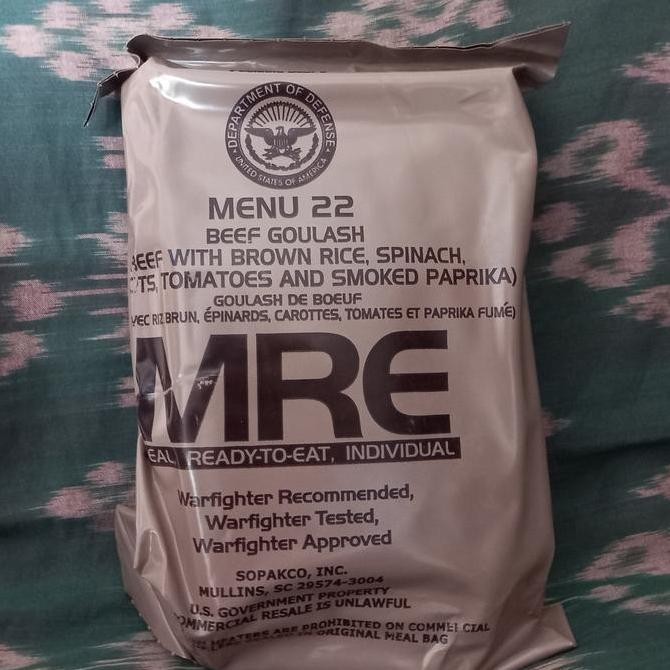 DEPARTMENT OF DEFENSE
UNITED STATES OF AMERICA
MENU 22
BEEF GOULASH
BEEF WITH BROWN RICE, SPINACH,
TOMATOES AND SMOKED PAPRIKA)
GOULASH DE BOEUF
RIZ BRUN, ÉPINARDS, CAROTTES, TOMATES ET PAPRIKA FUMÉ)
MRE
EAL READY-TO-EAT, INDIVIDUAL
Warfighter Recommended,
Warfighter Tested,
Warfighter Approved
SOPAKCO, INC.
MULLINS, SC 29574-3004
U.S. GOVERNMENT PROPERTY
COMMERCIAL RESALE IS UNLAWFUL
HEATERS ARE PROHIBITED ON COMMERCIAL
IN ORIGINAL MEAL BAG